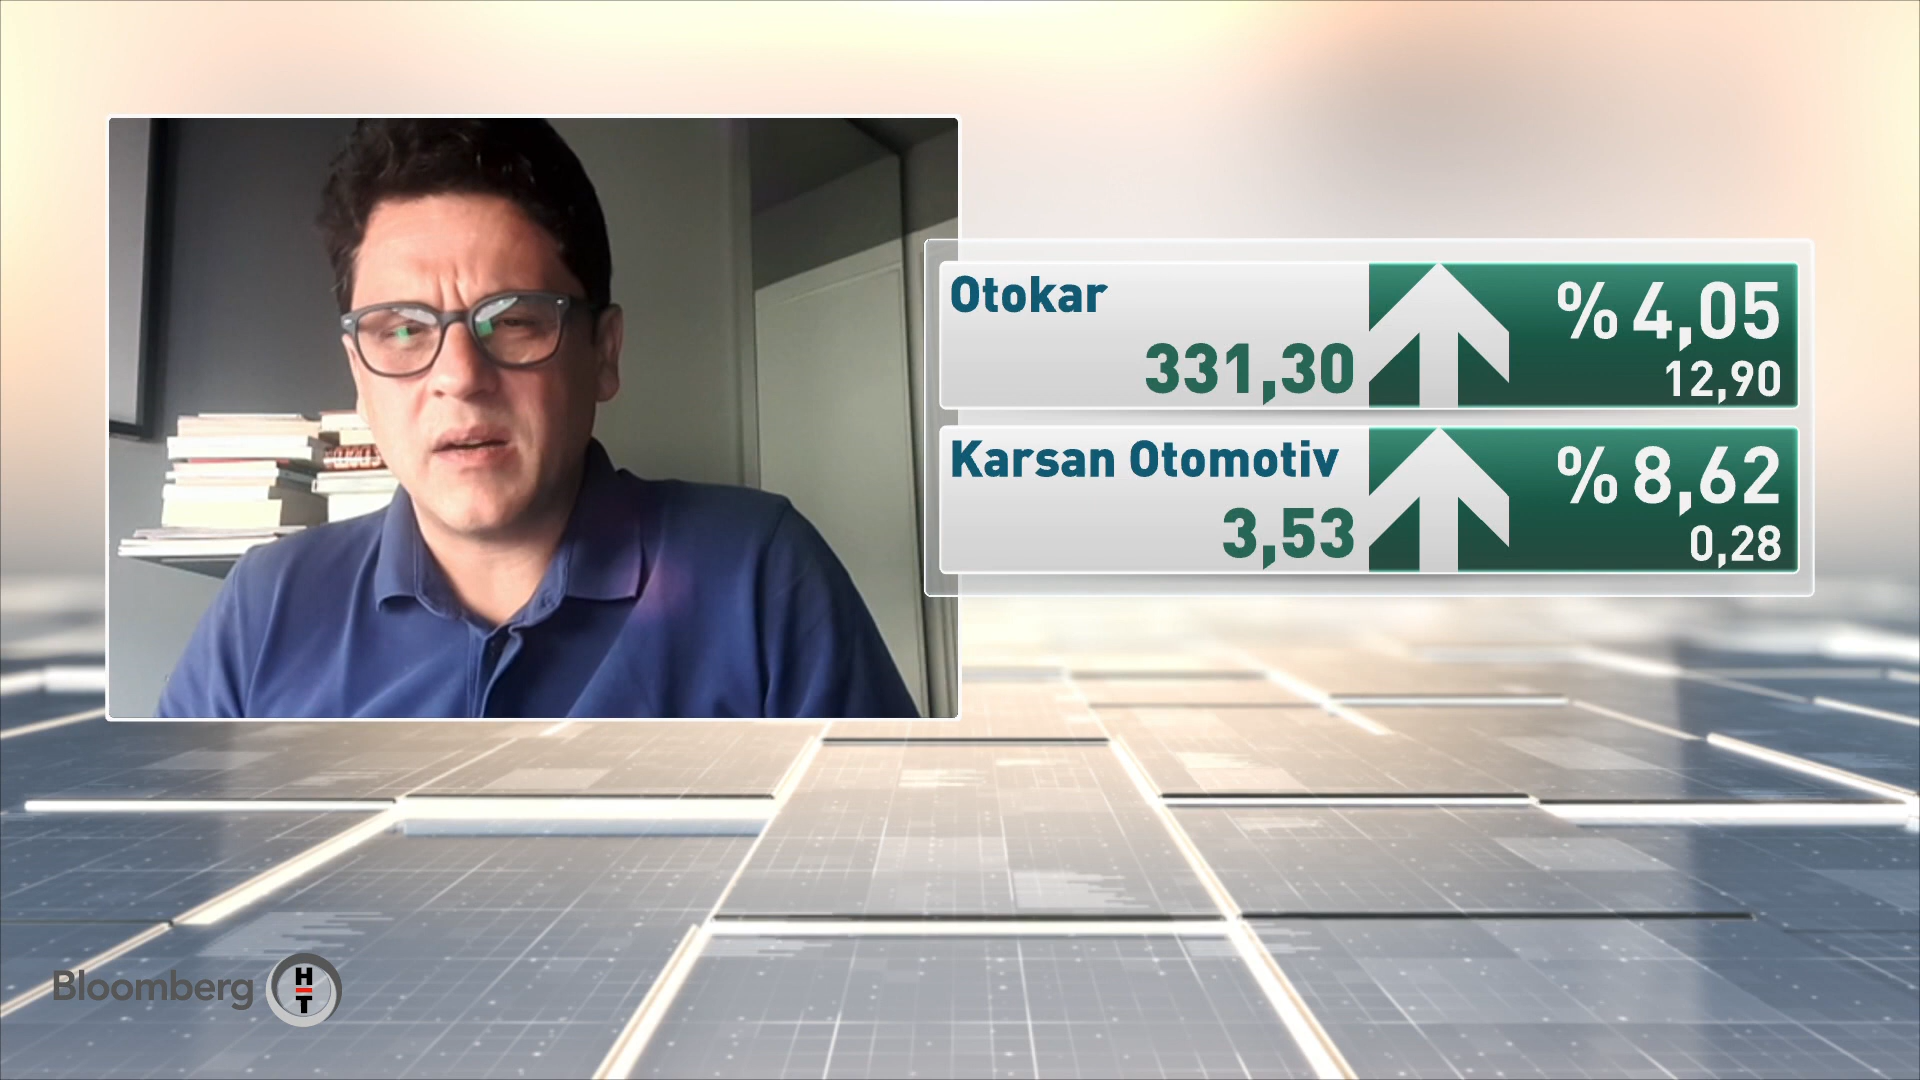 Otokar
331,30
% 4,05
12,90
Karsan Otomotiv
3,53
% 8,62
0,28
Bloomberg HT